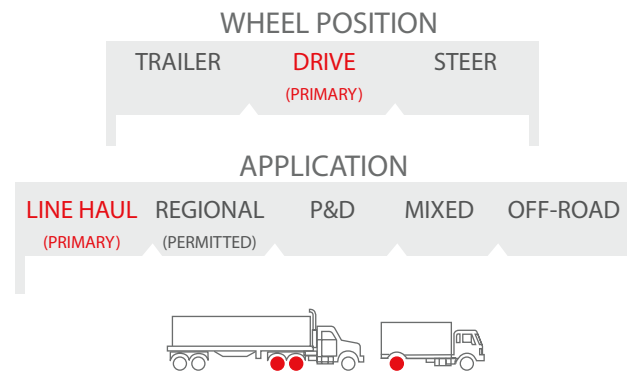 WHEEL POSITION
TRAILER DRIVE STEER
(PRIMARY)
APPLICATION
LINE HAUL REGIONAL P&D MIXED OFF-ROAD
(PRIMARY) (PERMITTED)